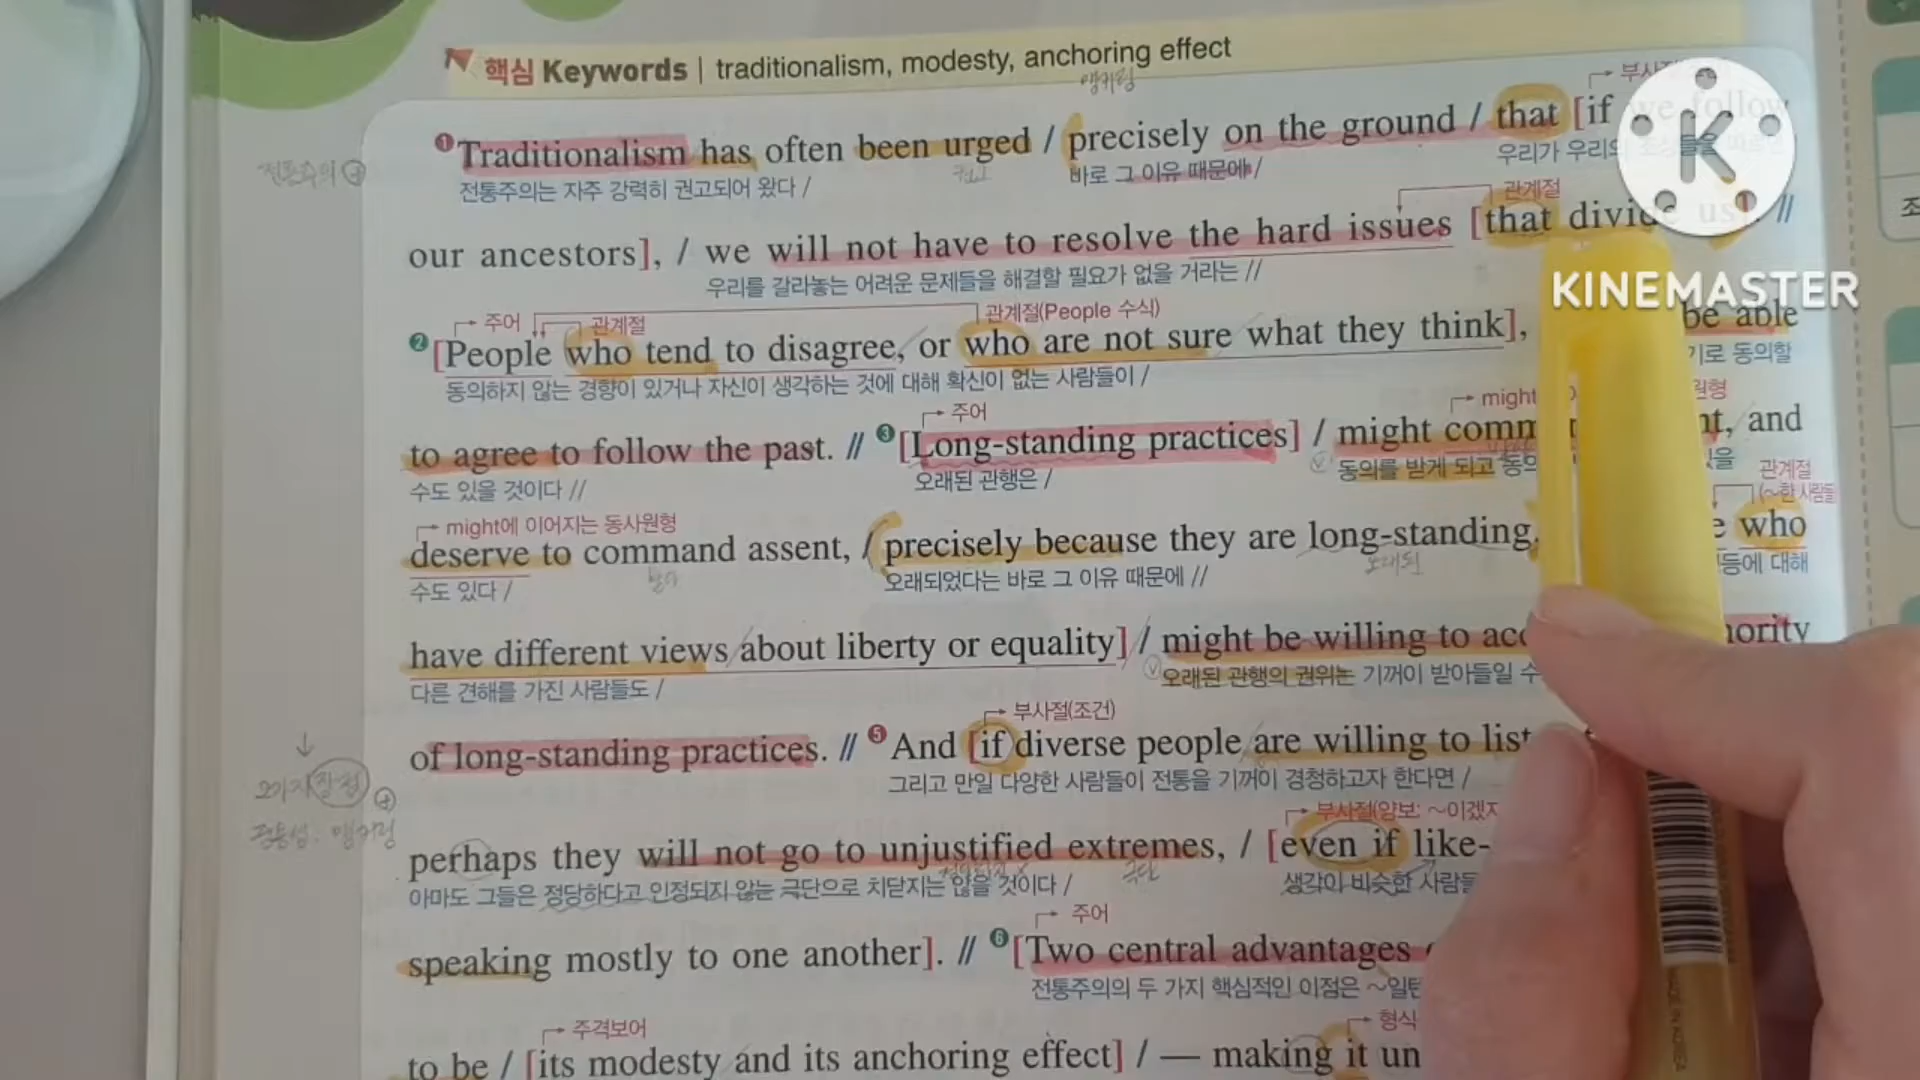 핵심 Keywords | traditionalism, modesty, anchoring effect
앵커링
부사절
❶Traditionalism has often been urged / precisely on the ground / that [if we follow
전통주의 +
전통주의는 자주 강력히 권고되어 왔다 /
권고
바로 그 이유 때문에 /
우리가 우리의
관계절
our ancestors], / we will not have to resolve the hard issues [that divide us]. //
우리를 갈라놓는 어려운 문제들을 해결할 필요가 없을 거라는 //
KINEMASTER
주어
관계절
관계절(People 수식)
❷[People who tend to disagree, or who are not sure what they think], be able
동의하지 않는 경향이 있거나 자신이 생각하는 것에 대해 확신이 없는 사람들이 /
기로 동의할
주어
might
원형
to agree to follow the past. // ❸[Long-standing practices] / might comm nt, and
수도 있을 것이다 //
오래된 관행은 /
동의를 받게 되고 동의
을
관계절
(~한 사람들
might에 이어지는 동사원형
deserve to command assent, / precisely because they are long-standing. e who
수도 있다 /
오래되었다는 바로 그 이유 때문에 //
오래된
등에 대해
have different views about liberty or equality] / might be willing to acc hority
다른 견해를 가진 사람들도 /
오래된 관행의 권위는 기꺼이 받아들일 수
부사절(조건)
of long-standing practices. // ❺And [if diverse people are willing to list
그리고 만일 다양한 사람들이 전통을 기꺼이 경청하고자 한다면 /
2가지 장점 +
앵커링
부사절(양보: ~이겠지
perhaps they will not go to unjustified extremes, / [even if like-
아마도 그들은 정당하다고 인정되지 않는 극단으로 치닫지는 않을 것이다 /
극단
생각이 비슷한 사람들
주어
speaking mostly to one another]. // ❻[Two central advantages
전통주의의 두 가지 핵심적인 이점은 ~일
주격보어
형식
to be / [its modesty and its anchoring effect] / — making it un